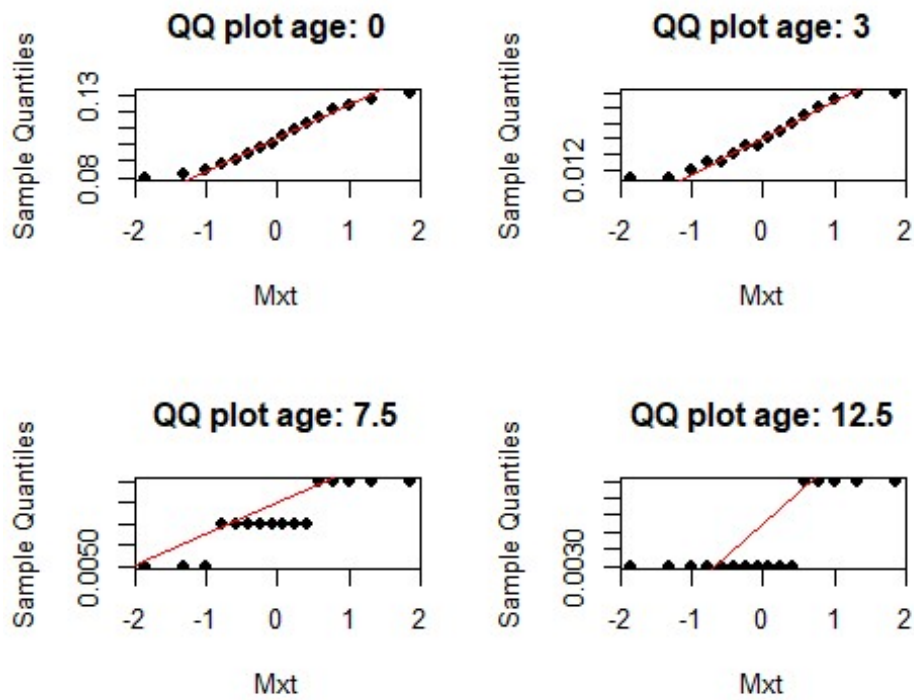 QQ plot age: 0
Sample Quantiles
0.08 0.13
-2 -1 0 1 2
Mxt
QQ plot age: 3
Sample Quantiles
0.012
-2 -1 0 1 2
Mxt
QQ plot age: 7.5
Sample Quantiles
0.0050
-2 -1 0 1 2
Mxt
QQ plot age: 12.5
Sample Quantiles
0.0030
-2 -1 0 1 2
Mxt